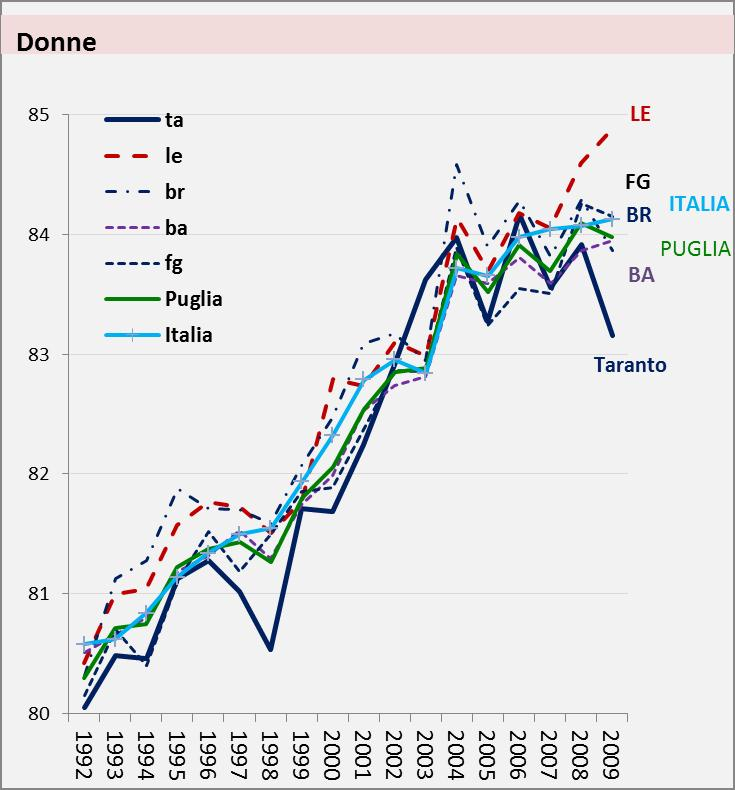 Donne
85
84
83
82
81
80
ta
le
br
ba
fg
Puglia
Italia
LE
FG
ITALIA
BR
PUGLIA
BA
Taranto
1992
1993
1994
1995
1996
1997
1998
1999
2000
2001
2002
2003
2004
2005
2006
2007
2008
2009